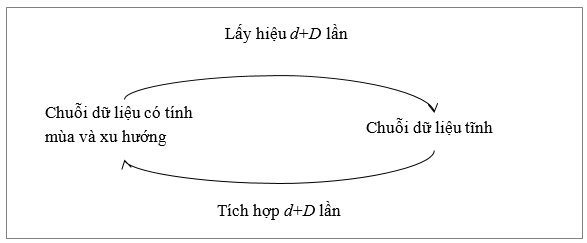 Lấy hiệu d+D lần
Chuỗi dữ liệu có tính
mùa và xu hướng
Chuỗi dữ liệu tĩnh
Tích hợp d+D lần